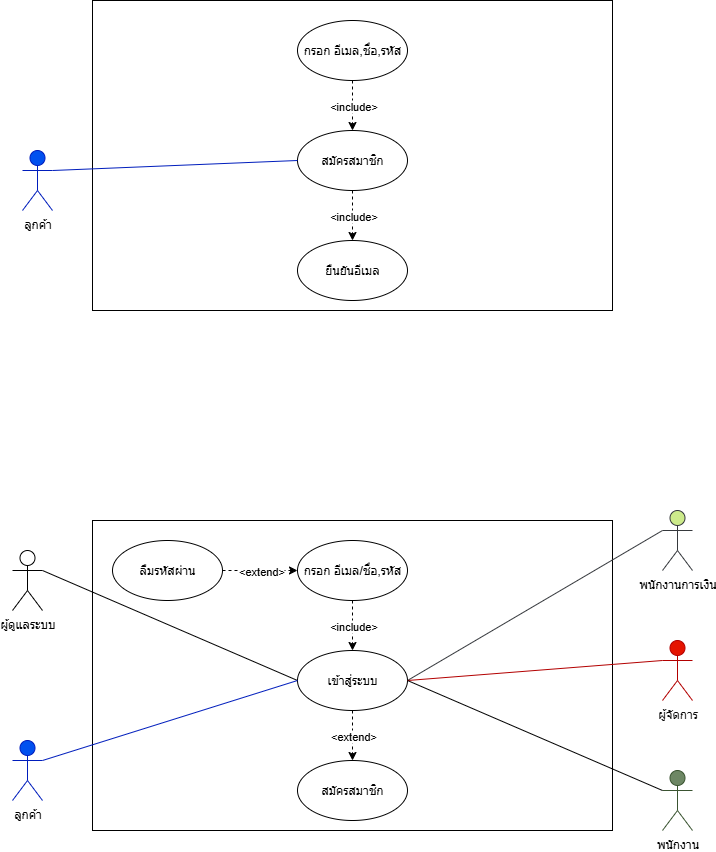 กรอก อีเมล,ชื่อ,รหัส
<include>
สมัครสมาชิก
ลูกค้า
<include>
ยืนยันอีเมล
ลืมรหัสผ่าน
<extend>
กรอก อีเมล/ชื่อ,รหัส
พนักงานการเงิน
ผู้ดูแลระบบ
<include>
เข้าสู่ระบบ
ผู้จัดการ
<extend>
สมัครสมาชิก
ลูกค้า
พนักงาน